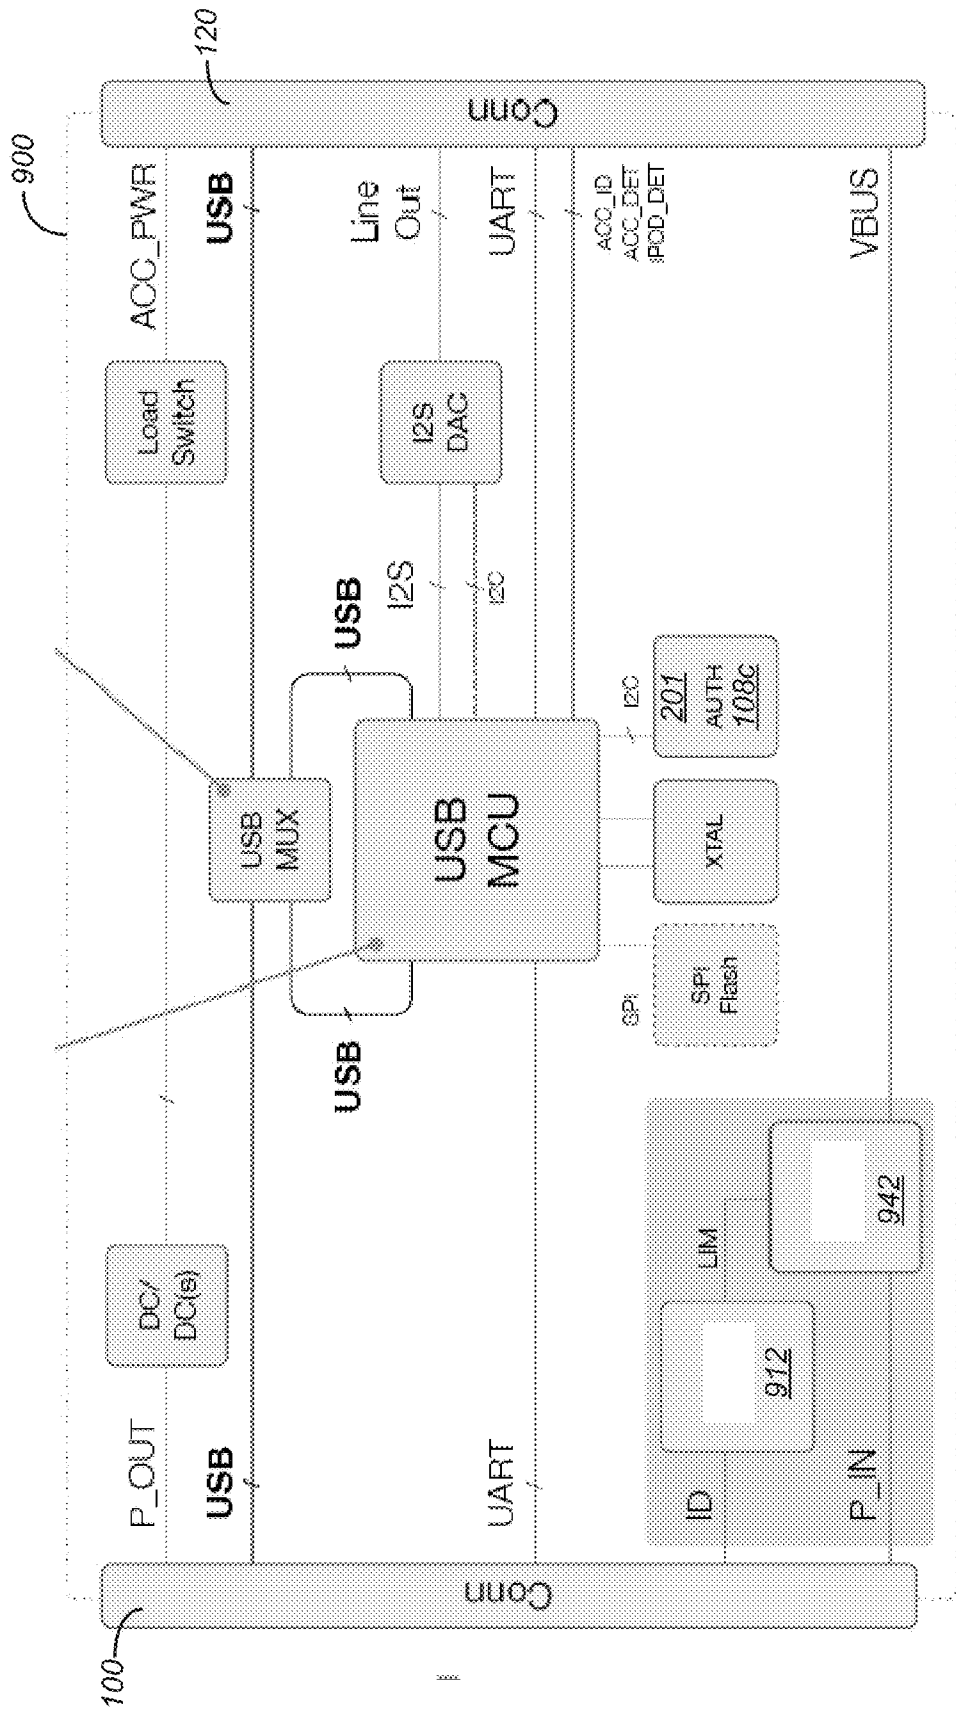 900
100
Conn
120
Conn
P_OUT
DC/
DC(s)
Load
Switch
ACC_PWR
USB
USB
MUX
USB
USB
USB
I2S
I2C
I2S
DAC
Line
Out
USB
MCU
UART
UART
ACC_ID
ACC_DET
IPOD_DET
SPI
SPI
Flash
XTAL
I2C
201
AUTH
108c
ID
912
LIM
942
P_IN
VBUS